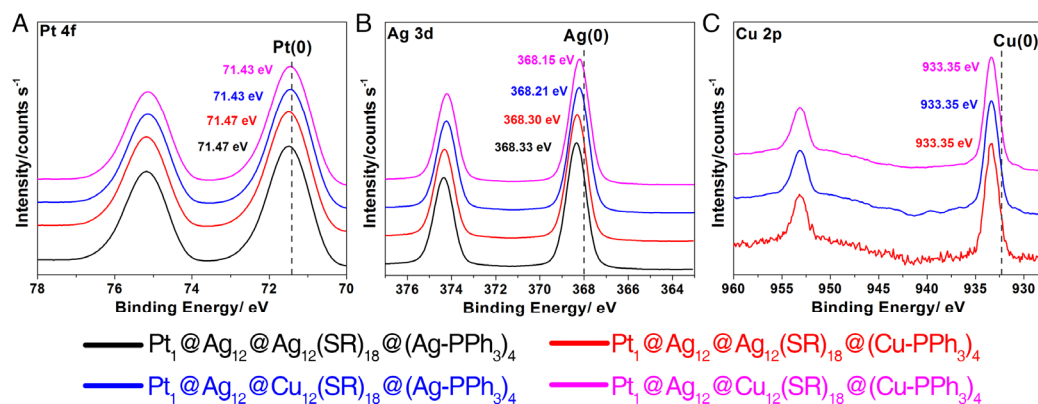 A
Pt 4f
Pt(0)
71.43 eV
71.43 eV
71.47 eV
71.47 eV
Intensity/counts s⁻¹
78 76 74 72 70
Binding Energy/ eV
B
Ag 3d
Ag(0)
368.15 eV
368.21 eV
368.30 eV
368.33 eV
Intensity/counts s⁻¹
376 374 372 370 368 366 364
Binding Energy/ eV
C
Cu 2p
Cu(0)
933.35 eV
933.35 eV
933.35 eV
Intensity/counts s⁻¹
960 955 950 945 940 935 930
Binding Energy/ eV
Pt₁@Ag₁₂@Ag₁₂(SR)₁₈@(Ag-PPh₃)₄
Pt₁@Ag₁₂@Ag₁₂(SR)₁₈@(Cu-PPh₃)₄
Pt₁@Ag₁₂@Cu₁₂(SR)₁₈@(Ag-PPh₃)₄
Pt₁@Ag₁₂@Cu₁₂(SR)₁₈@(Cu-PPh₃)₄